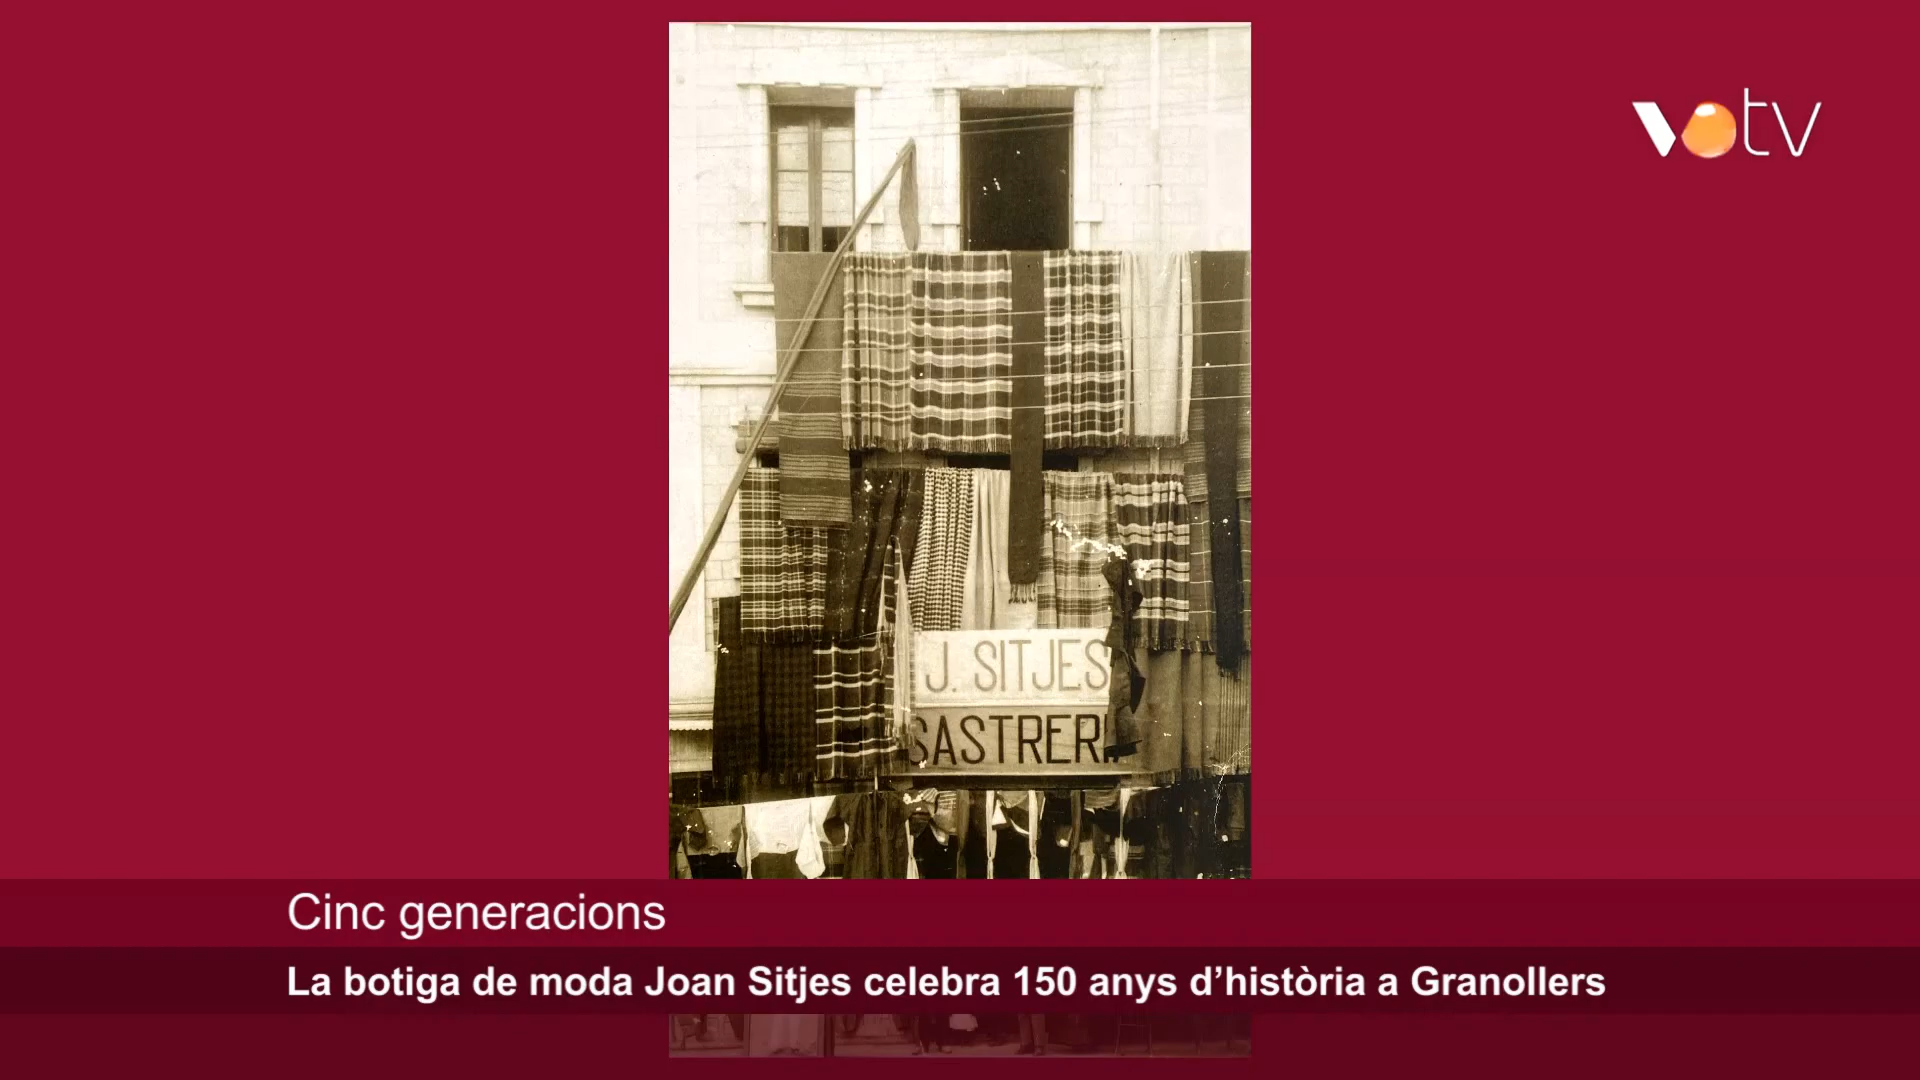 votv
J. SITJES
SASTRERI
Cinc generacions
La botiga de moda Joan Sitjes celebra 150 anys d’història a Granollers